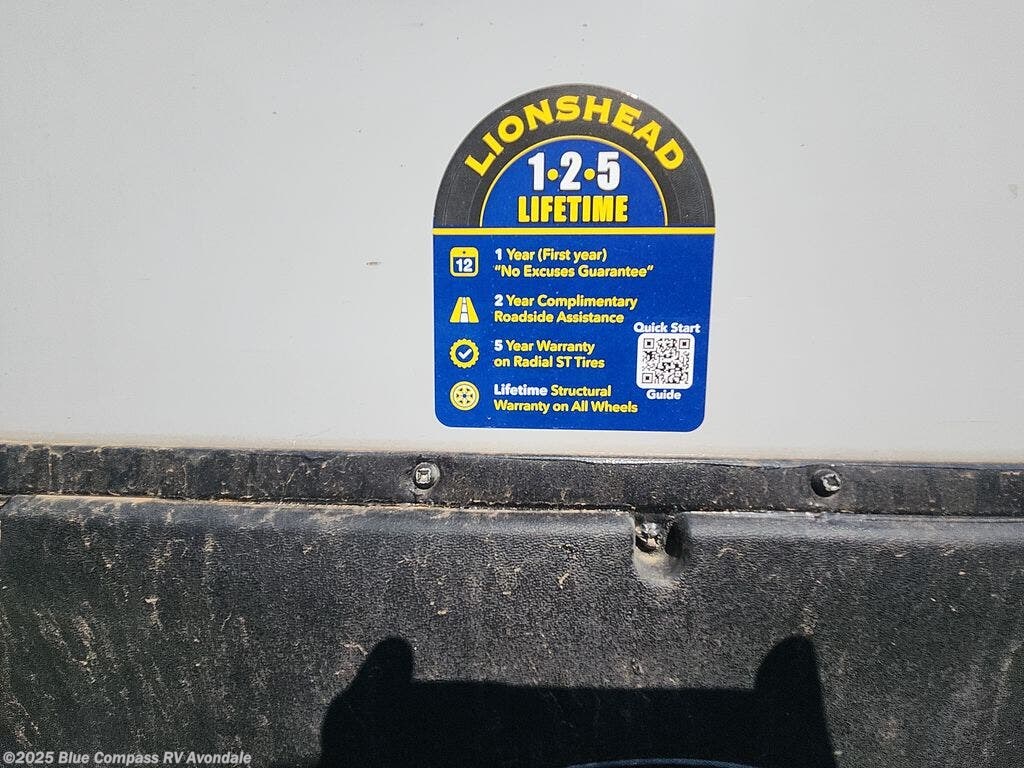 LIONSHEAD
1•2•5
LIFETIME
12
1 Year (First year)
"No Excuses Guarantee"
2 Year Complimentary
Roadside Assistance
5 Year Warranty
on Radial ST Tires
Lifetime Structural
Warranty on All Wheels
Quick Start
Guide
©2025 Blue Compass RV Avondale